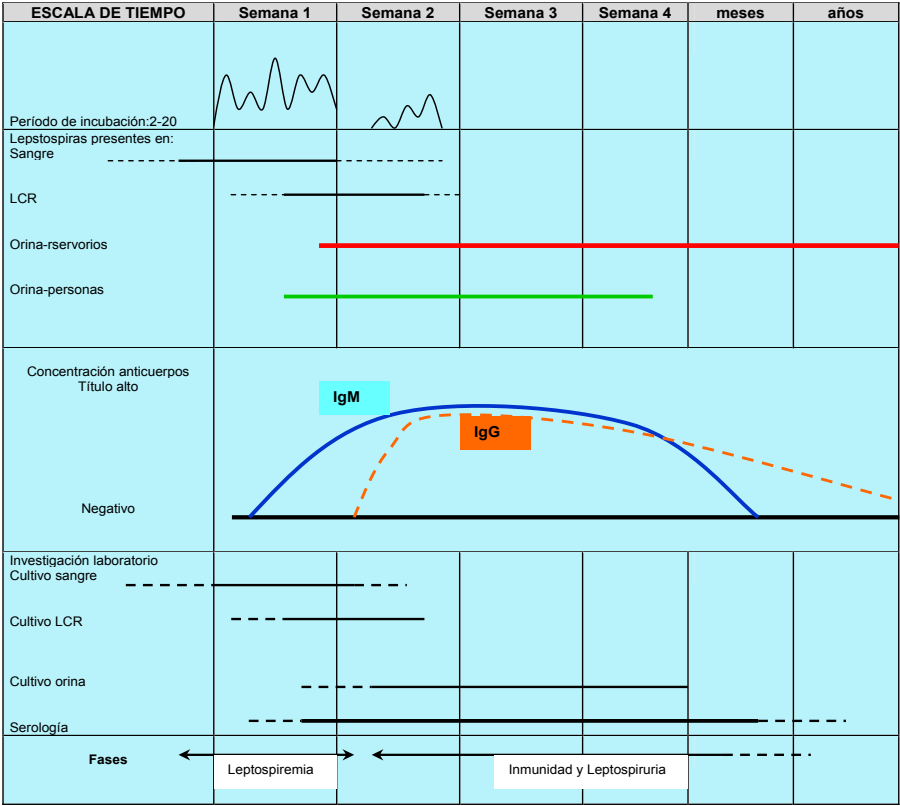 ESCALA DE TIEMPO Semana 1 Semana 2 Semana 3 Semana 4 meses años
Período de incubación:2-20
Lepstospiras presentes en:
Sangre
LCR
Orina-rservorios
Orina-personas
Concentración anticuerpos
Título alto
IgM
IgG
Negativo
Investigación laboratorio
Cultivo sangre
Cultivo LCR
Cultivo orina
Serología
Fases
Leptospiremia
Inmunidad y Leptospiruria